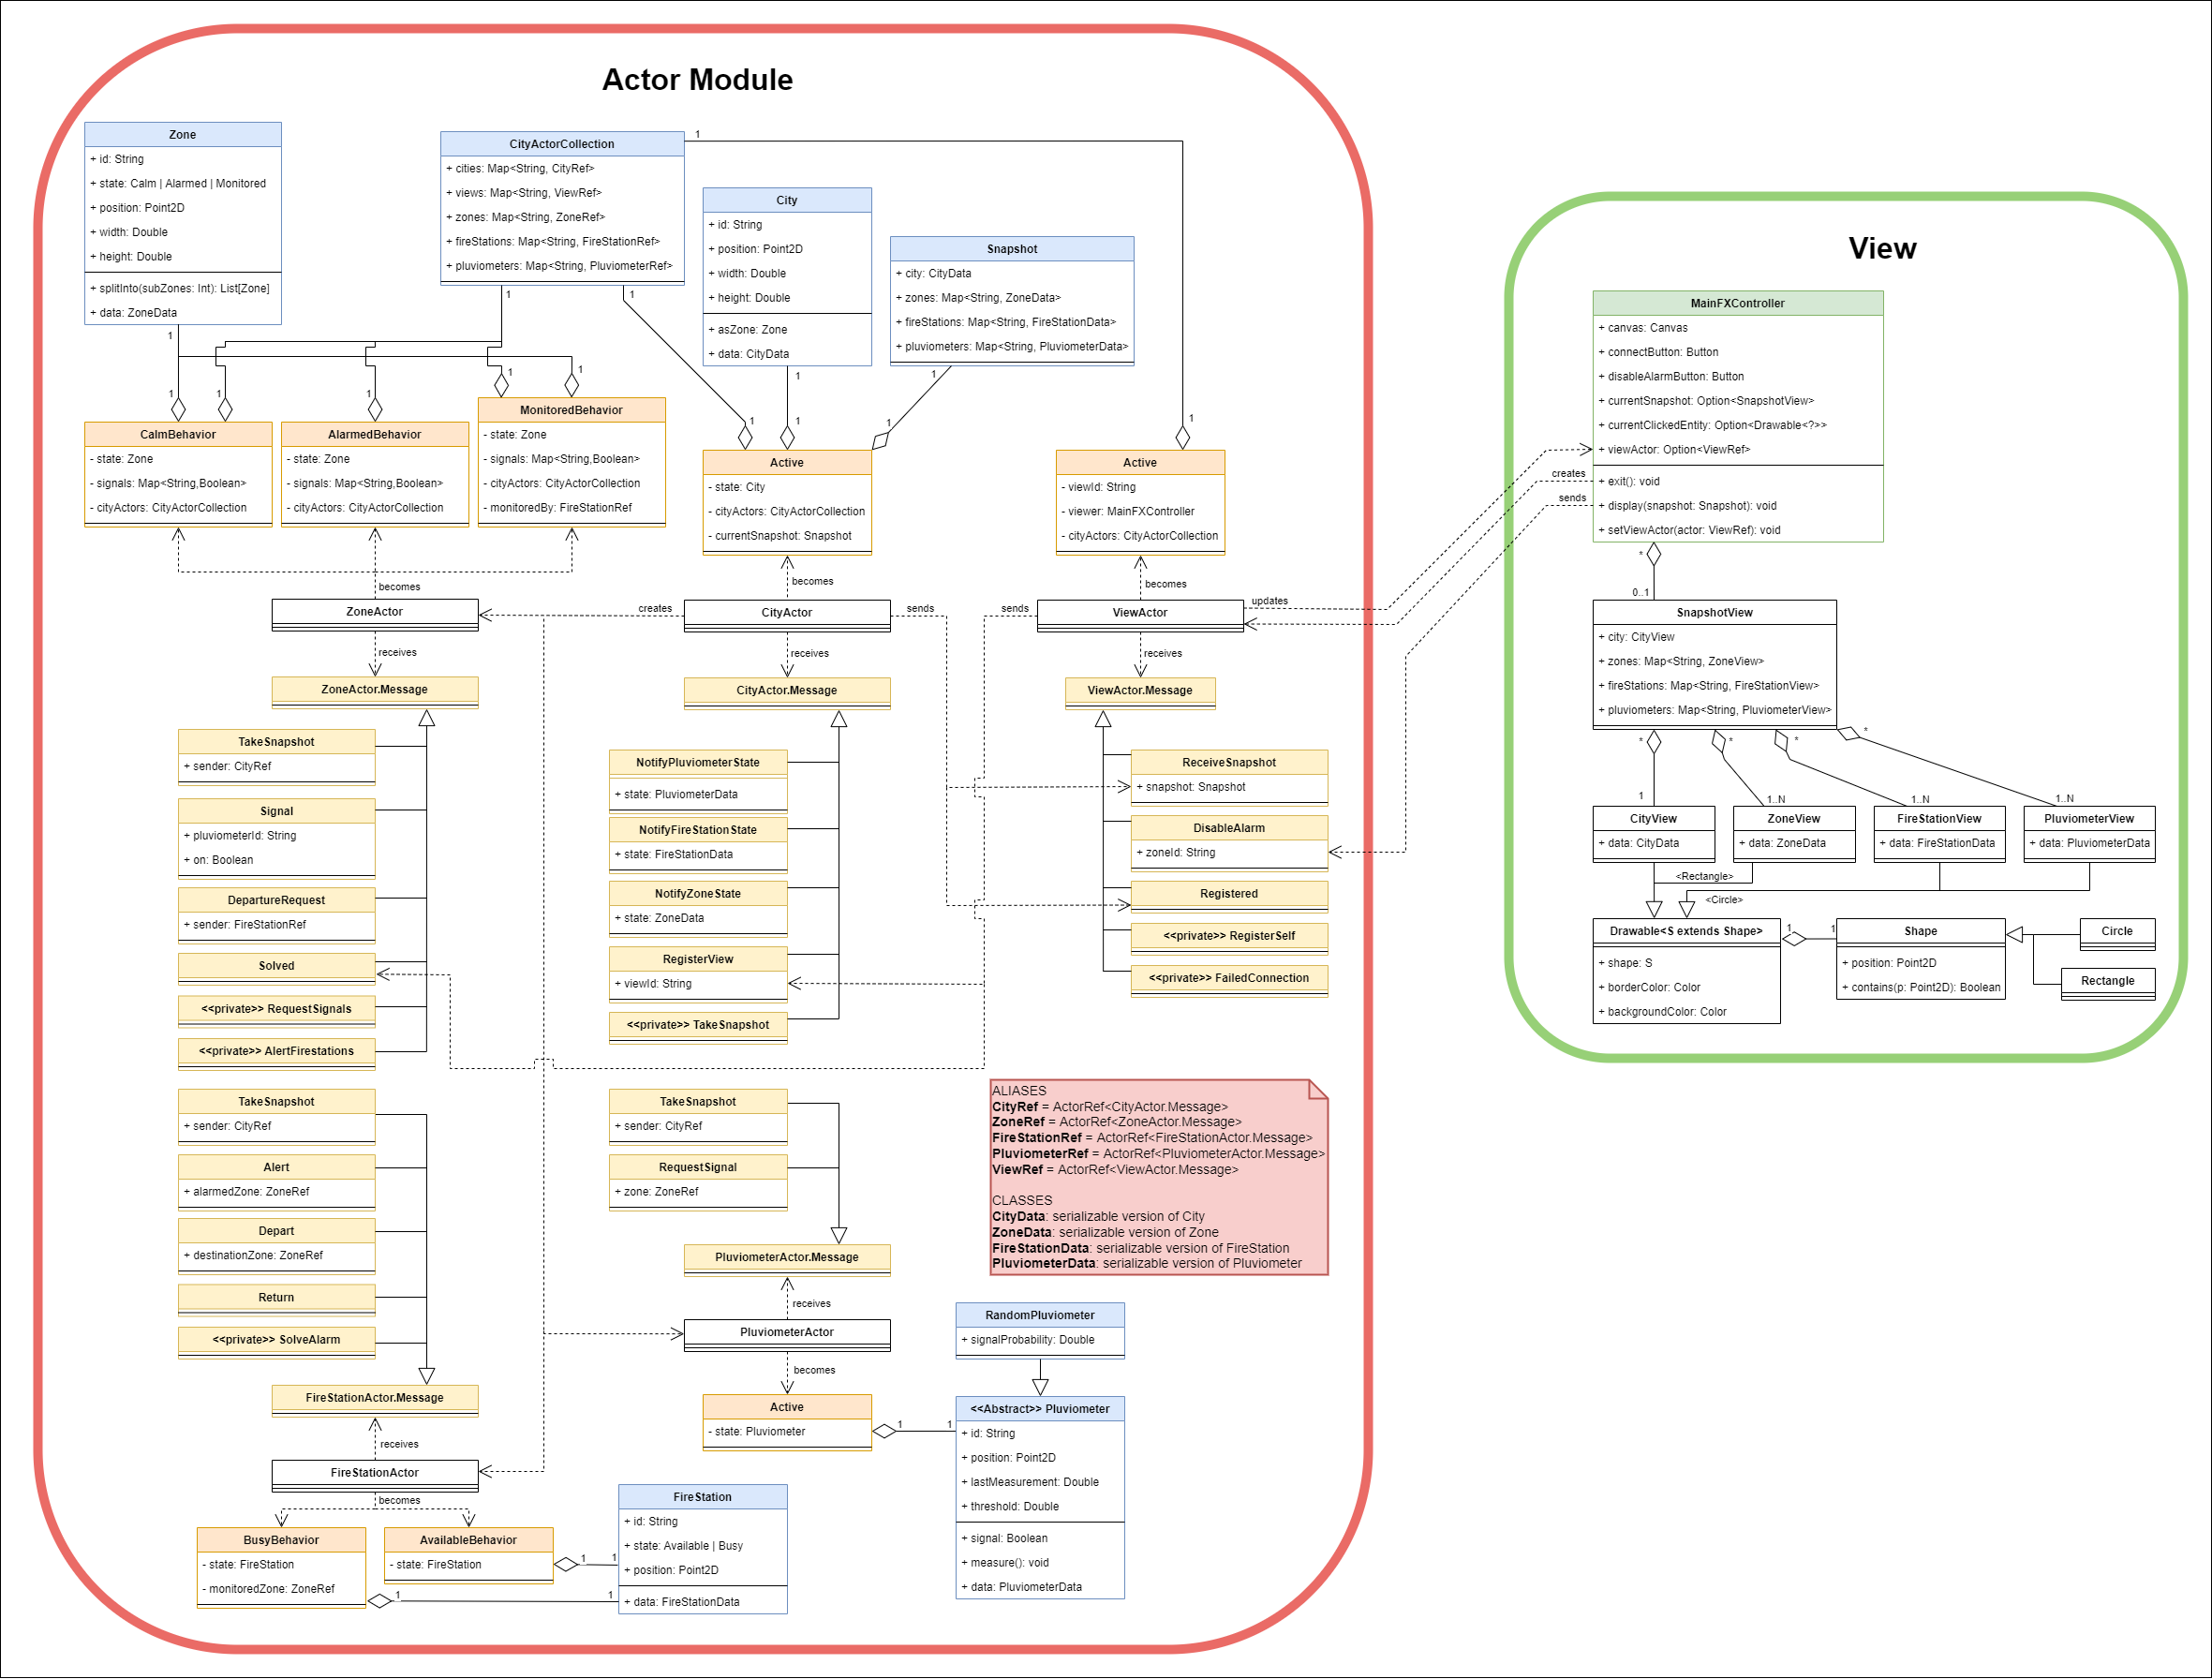 Actor Module
Zone
+ id: String
+ state: Calm | Alarmed | Monitored
+ position: Point2D
+ width: Double
+ height: Double
+ splitInto(subZones: Int): List[Zone]
+ data: ZoneData
1
CityActorCollection
+ cities: Map<String, CityRef>
+ views: Map<String, ViewRef>
+ zones: Map<String, ZoneRef>
+ fireStations: Map<String, FireStationRef>
+ pluviometers: Map<String, PluviometerRef>
1
1
1
City
+ id: String
+ position: Point2D
+ width: Double
+ height: Double
+ asZone: Zone
+ data: CityData
1
Snapshot
+ city: CityData
+ zones: Map<String, ZoneData>
+ fireStations: Map<String, FireStationData>
+ pluviometers: Map<String, PluviometerData>
1
1
1
CalmBehavior
- state: Zone
- signals: Map<String,Boolean>
- cityActors: CityActorCollection
1
AlarmedBehavior
- state: Zone
- signals: Map<String,Boolean>
- cityActors: CityActorCollection
1
1
MonitoredBehavior
- state: Zone
- signals: Map<String,Boolean>
- cityActors: CityActorCollection
- monitoredBy: FireStationRef
1
1
1
Active
- state: City
- cityActors: CityActorCollection
- currentSnapshot: Snapshot
1
Active
- viewId: String
- viewer: MainFXController
- cityActors: CityActorCollection
becomes
becomes
becomes
ZoneActor
creates
CityActor
sends
sends
ViewActor
updates
receives
receives
receives
ZoneActor.Message
TakeSnapshot
+ sender: CityRef
Signal
+ pluviometerId: String
+ on: Boolean
DepartureRequest
+ sender: FireStationRef
Solved
<<private>> RequestSignals
<<private>> AlertFirestations
CityActor.Message
NotifyPluviometerState
+ state: PluviometerData
NotifyFireStationState
+ state: FireStationData
NotifyZoneState
+ state: ZoneData
RegisterView
+ viewId: String
<<private>> TakeSnapshot
ViewActor.Message
ReceiveSnapshot
+ snapshot: Snapshot
DisableAlarm
+ zoneId: String
Registered
<<private>> RegisterSelf
<<private>> FailedConnection
TakeSnapshot
+ sender: CityRef
Alert
+ alarmedZone: ZoneRef
Depart
+ destinationZone: ZoneRef
Return
<<private>> SolveAlarm
FireStationActor.Message
receives
FireStationActor
becomes
BusyBehavior
- state: FireStation
- monitoredZone: ZoneRef
AvailableBehavior
- state: FireStation
1
1
1
1
FireStation
+ id: String
+ state: Available | Busy
+ position: Point2D
+ data: FireStationData
TakeSnapshot
+ sender: CityRef
RequestSignal
+ zone: ZoneRef
PluviometerActor.Message
receives
PluviometerActor
becomes
Active
- state: Pluviometer
1
1
RandomPluviometer
+ signalProbability: Double
<<Abstract>> Pluviometer
+ id: String
+ position: Point2D
+ lastMeasurement: Double
+ threshold: Double
+ signal: Boolean
+ measure(): void
+ data: PluviometerData
ALIASES
CityRef = ActorRef<CityActor.Message>
ZoneRef = ActorRef<ZoneActor.Message>
FireStationRef = ActorRef<FireStationActor.Message>
PluviometerRef = ActorRef<PluviometerActor.Message>
ViewRef = ActorRef<ViewActor.Message>
CLASSES
CityData: serializable version of City
ZoneData: serializable version of Zone
FireStationData: serializable version of FireStation
PluviometerData: serializable version of Pluviometer
View
MainFXController
+ canvas: Canvas
+ connectButton: Button
+ disableAlarmButton: Button
+ currentSnapshot: Option<SnapshotView>
+ currentClickedEntity: Option<Drawable<?>>
+ viewActor: Option<ViewRef>
+ exit(): void
+ display(snapshot: Snapshot): void
+ setViewActor(actor: ViewRef): void
creates
sends
*
0..1
SnapshotView
+ city: CityView
+ zones: Map<String, ZoneView>
+ fireStations: Map<String, FireStationView>
+ pluviometers: Map<String, PluviometerView>
*
*
*
*
1
1..N
1..N
1..N
CityView
+ data: CityData
ZoneView
+ data: ZoneData
FireStationView
+ data: FireStationData
PluviometerView
+ data: PluviometerData
<Rectangle>
<Circle>
Drawable<S extends Shape>
+ shape: S
+ borderColor: Color
+ backgroundColor: Color
1
1
Shape
+ position: Point2D
+ contains(p: Point2D): Boolean
Circle
Rectangle